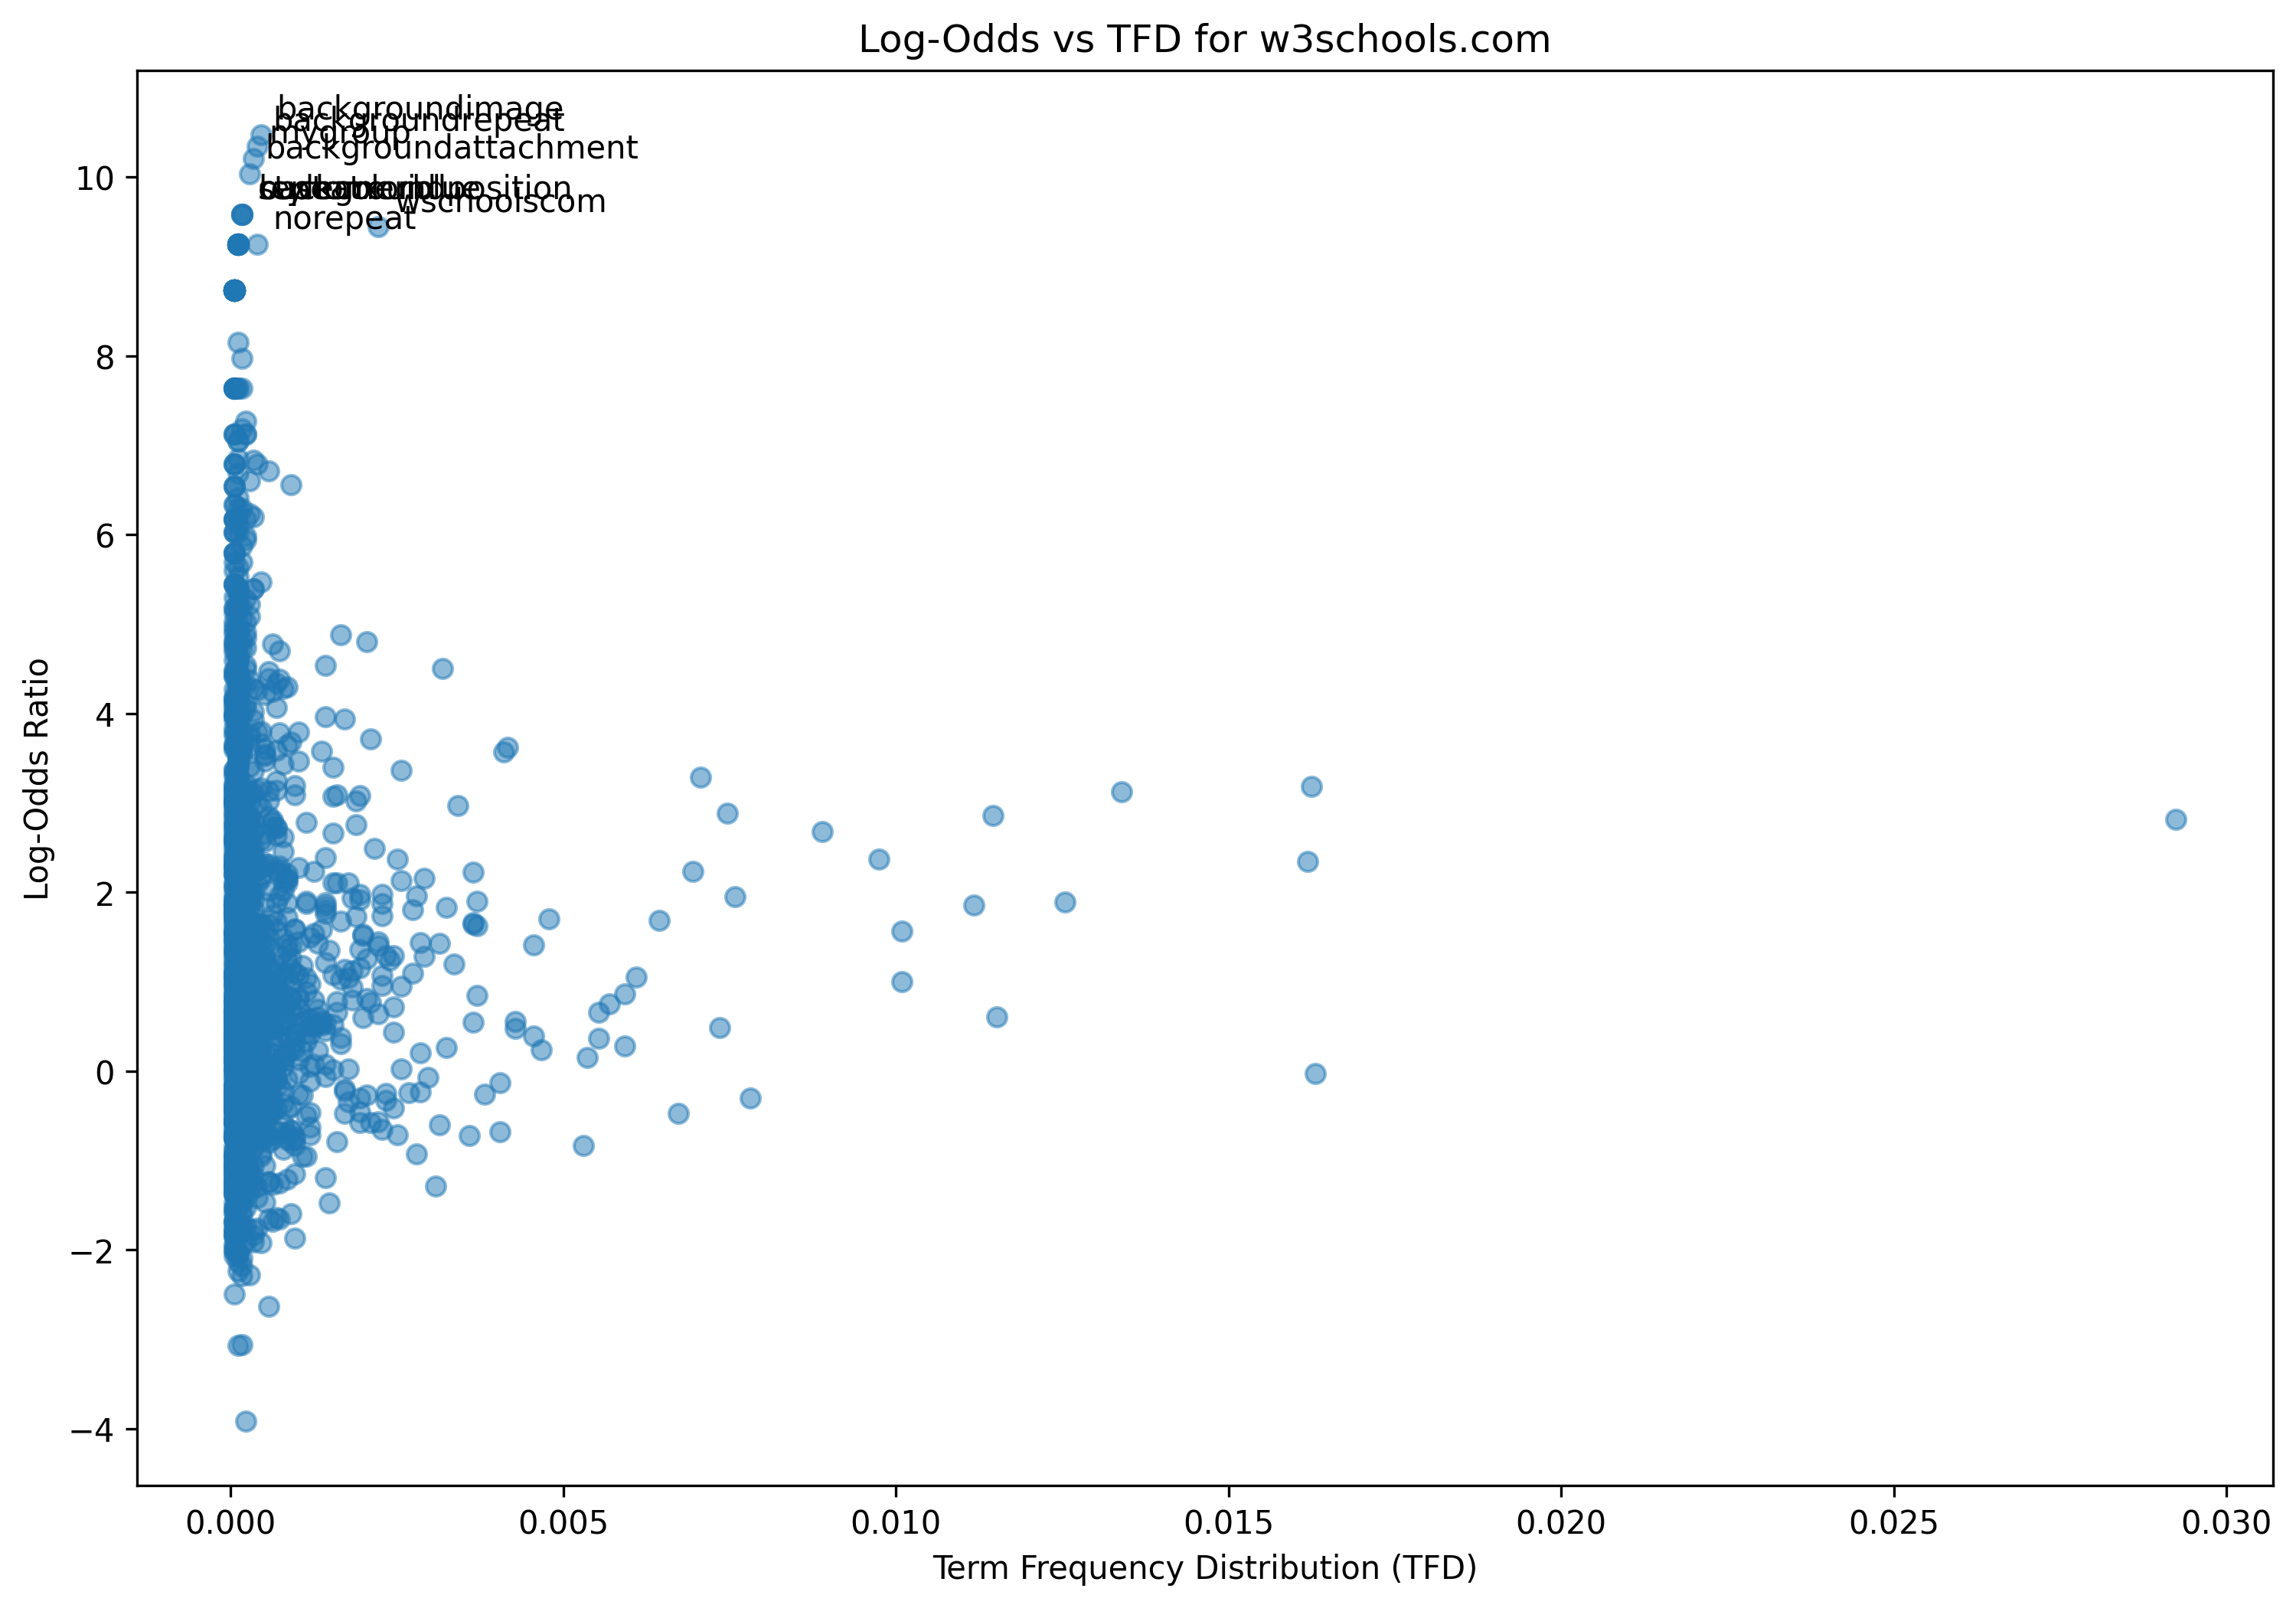 Log-Odds vs TFD for w3schools.com
backgroundimage
backgroundrepeat
mygroup
backgroundattachment
wschoolscom
norepeat
10
8
6
4
2
0
−2
−4
Log-Odds Ratio
0.000 0.005 0.010 0.015 0.020 0.025 0.030
Term Frequency Distribution (TFD)